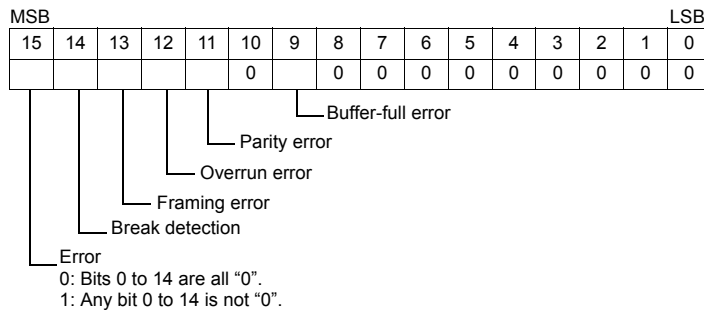 MSB LSB
15 14 13 12 11 10 9 8 7 6 5 4 3 2 1 0
0 0 0 0 0 0 0 0 0 0
Buffer-full error
Parity error
Overrun error
Framing error
Break detection
Error
0: Bits 0 to 14 are all “0”.
1: Any bit 0 to 14 is not “0”.